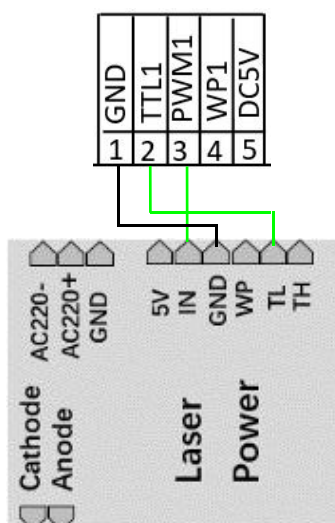 GND
TTL1
PWM1
WP1
DC5V
1
2
3
4
5
AC220-
AC220+
GND
5V
IN
GND
WP
TL
TH
Cathode
Anode
Laser
Power